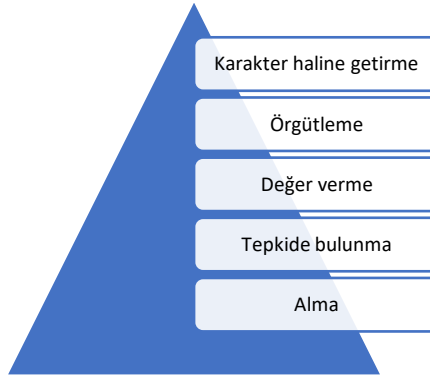 Karakter haline getirme
Örgütleme
Değer verme
Tepkide bulunma
Alma